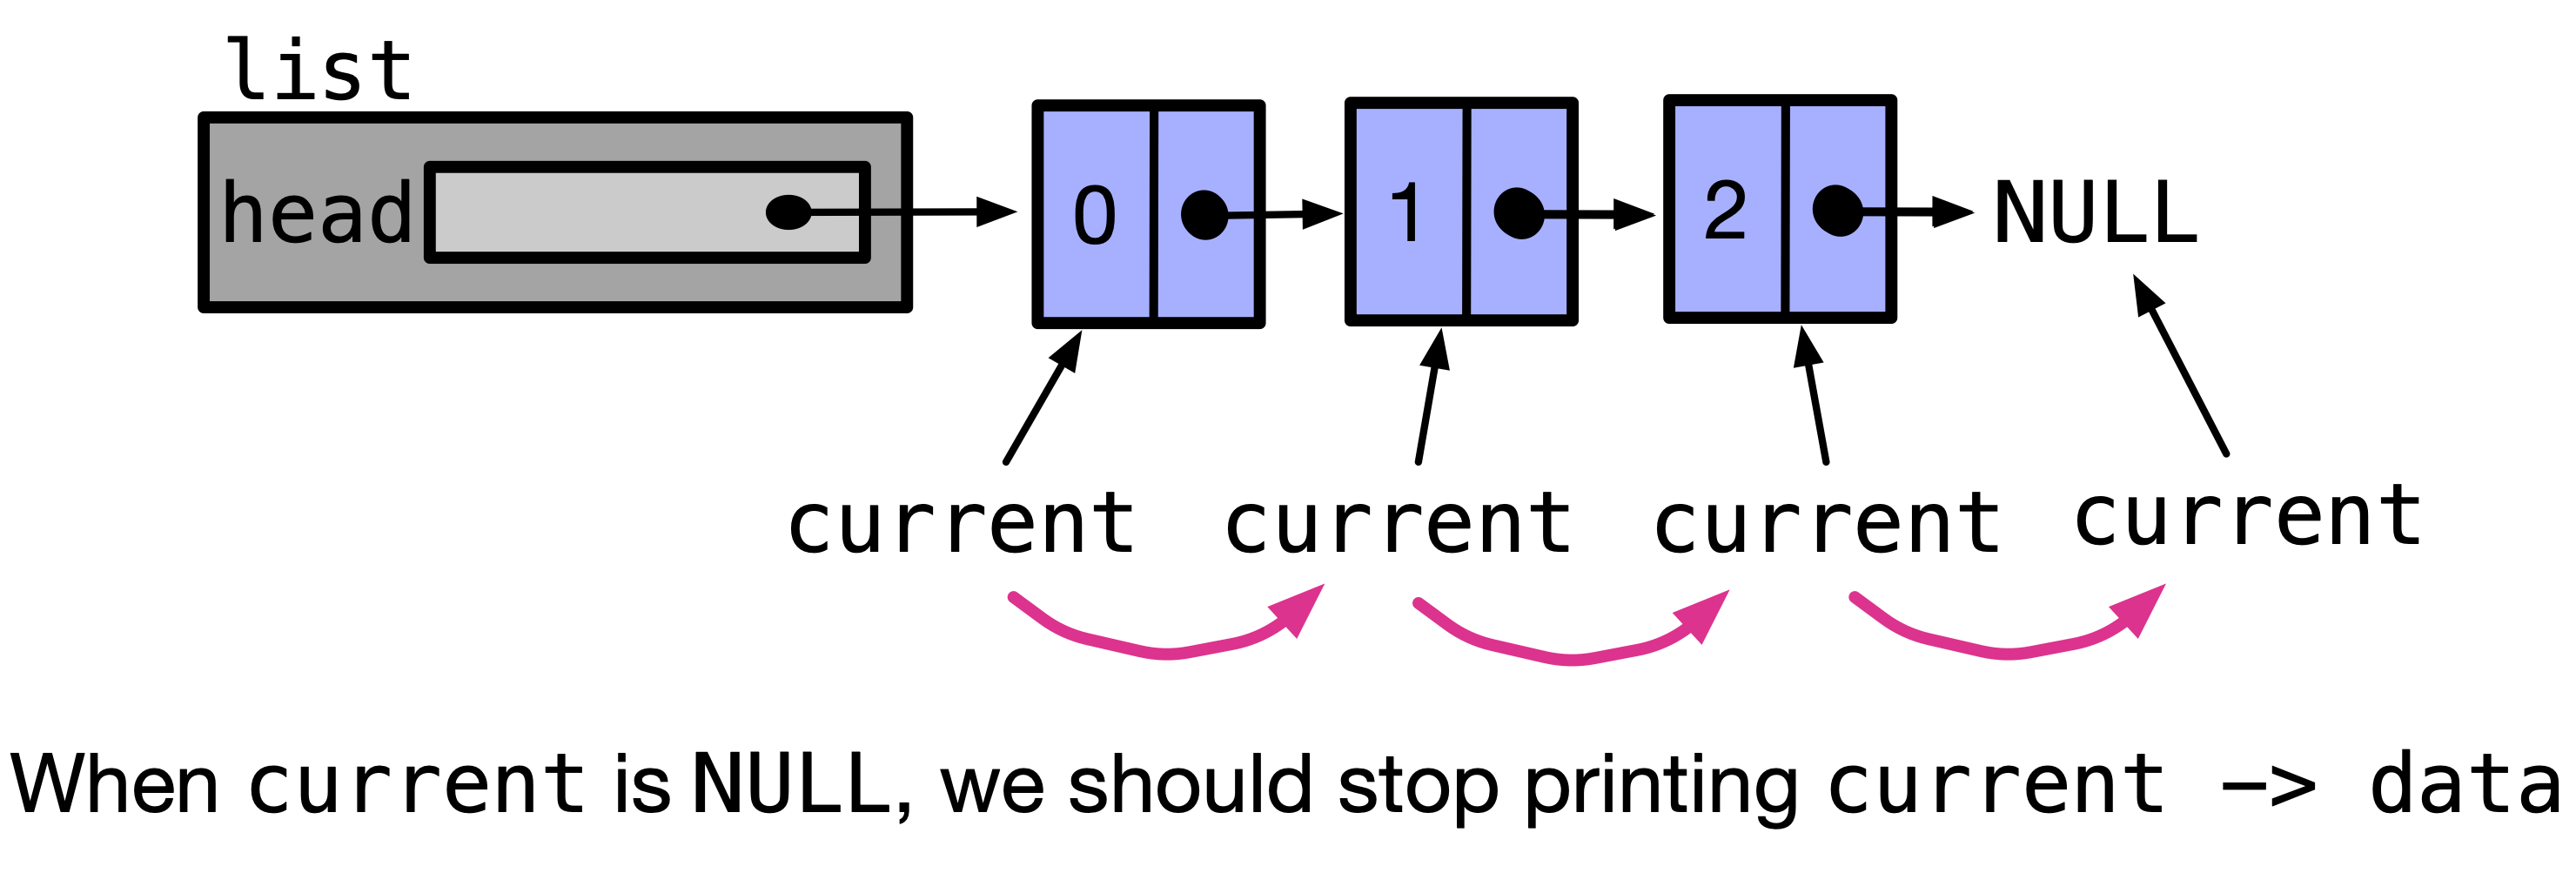 list
head
0
1
2
NULL
current current current current
When current is NULL, we should stop printing current -> data